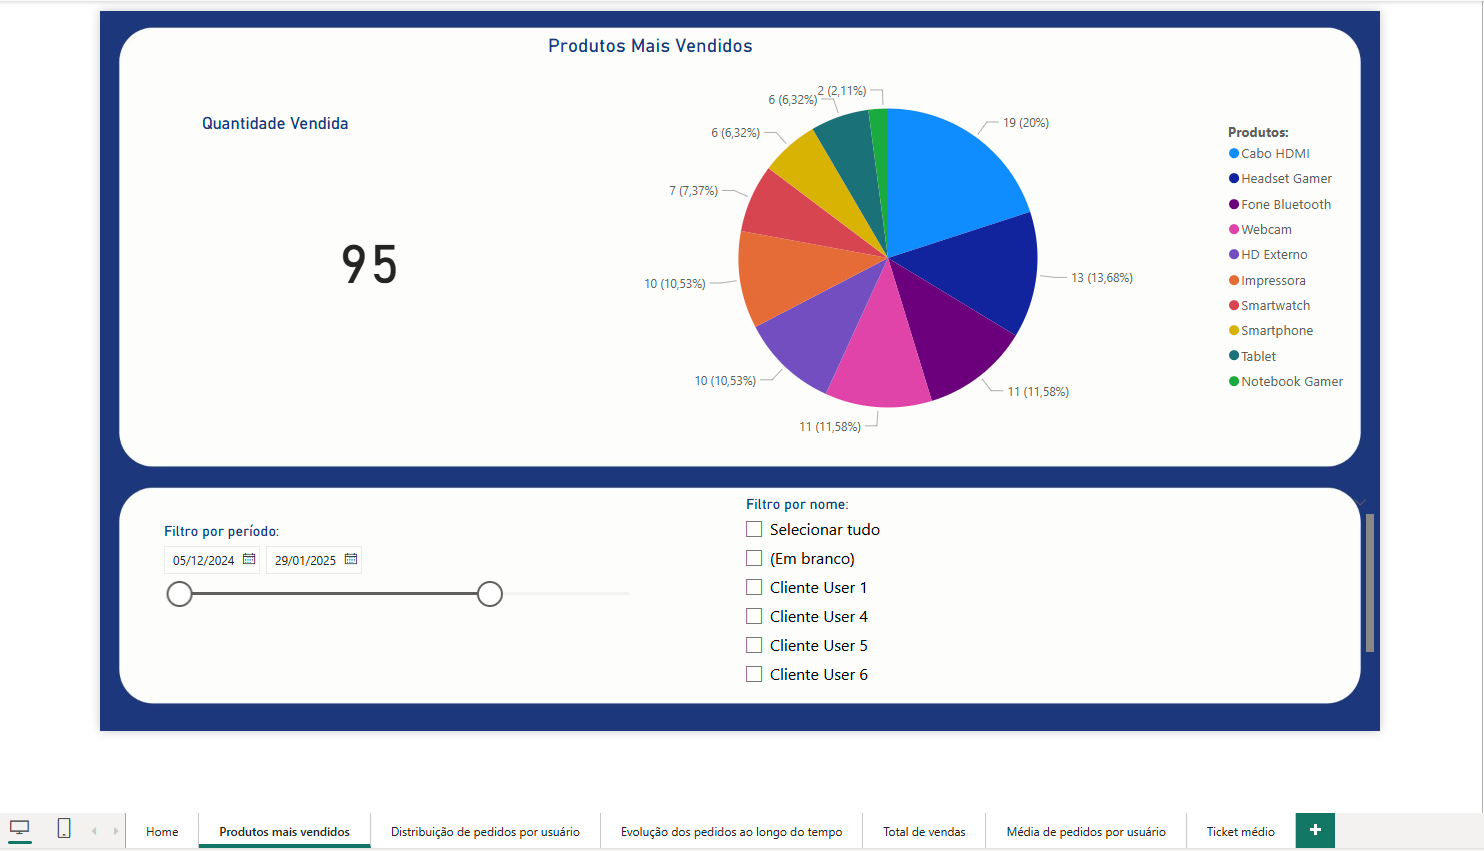 Produtos Mais Vendidos
Quantidade Vendida
95
2 (2,11%)
6 (6,32%)
6 (6,32%)
7 (7,37%)
10 (10,53%)
10 (10,53%)
11 (11,58%)
11 (11,58%)
13 (13,68%)
19 (20%)
Produtos:
Cabo HDMI
Headset Gamer
Fone Bluetooth
Webcam
HD Externo
Impressora
Smartwatch
Smartphone
Tablet
Notebook Gamer
Filtro por período:
05/12/2024 29/01/2025
Filtro por nome:
Selecionar tudo
(Em branco)
Cliente User 1
Cliente User 4
Cliente User 5
Cliente User 6
Home Produtos mais vendidos Distribuição de pedidos por usuário Evolução dos pedidos ao longo do tempo Total de vendas Média de pedidos por usuário Ticket médio +